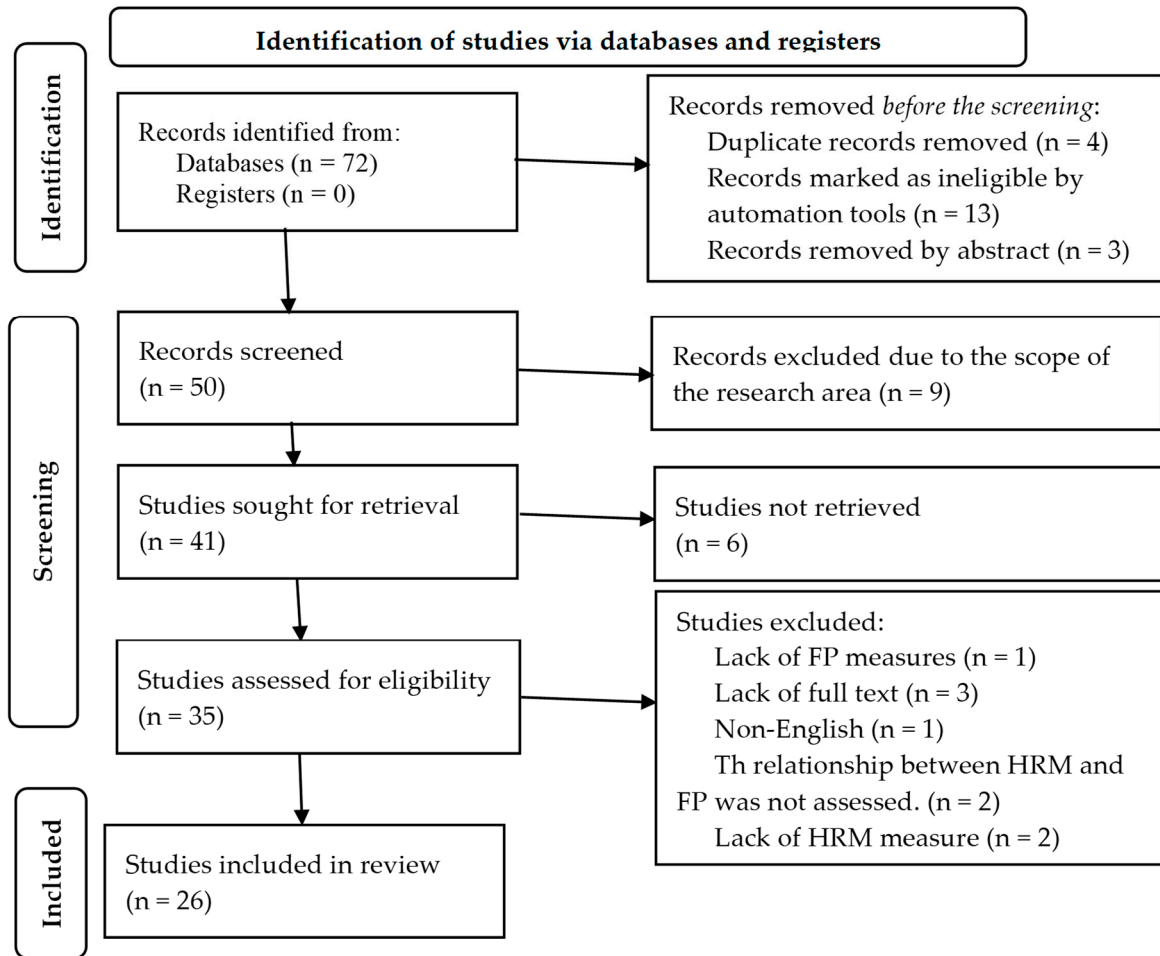 Identification of studies via databases and registers
Identification
Records identified from:
Databases (n = 72)
Registers (n = 0)
Records removed before the screening:
Duplicate records removed (n = 4)
Records marked as ineligible by
automation tools (n = 13)
Records removed by abstract (n = 3)
Screening
Records screened
(n = 50)
Records excluded due to the scope of
the research area (n = 9)
Studies sought for retrieval
(n = 41)
Studies not retrieved
(n = 6)
Studies assessed for eligibility
(n = 35)
Studies excluded:
Lack of FP measures (n = 1)
Lack of full text (n = 3)
Non-English (n = 1)
Th relationship between HRM and
FP was not assessed. (n = 2)
Lack of HRM measure (n = 2)
Included
Studies included in review
(n = 26)